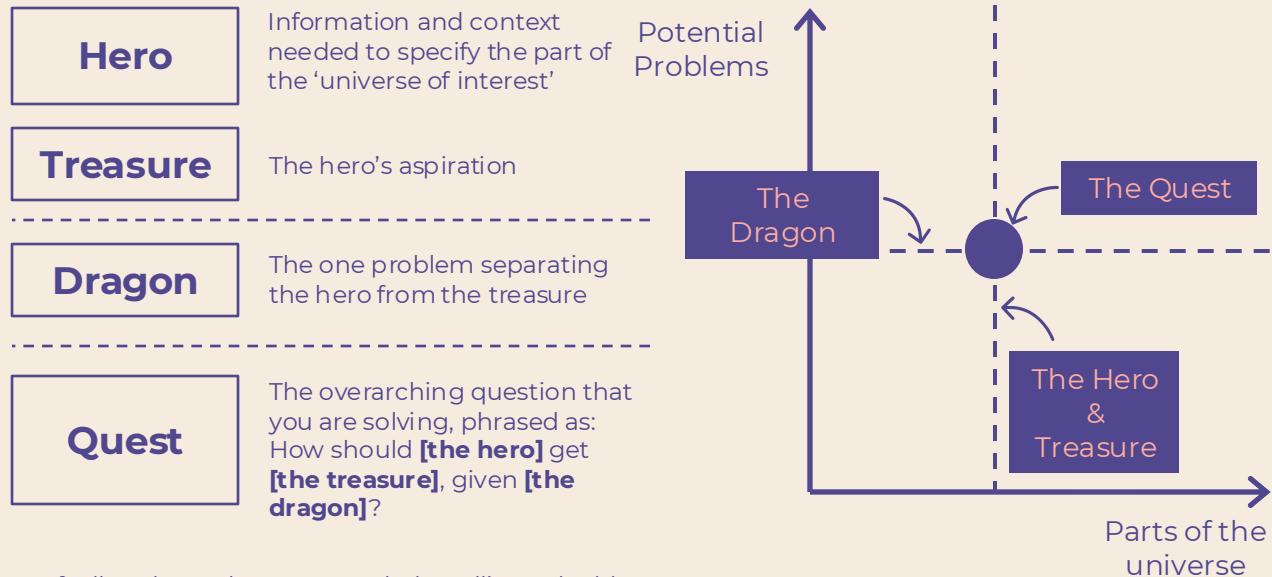 Hero
Information and context
needed to specify the part of
the ‘universe of interest’
Treasure
The hero’s aspiration
Dragon
The one problem separating
the hero from the treasure
Quest
The overarching question that
you are solving, phrased as:
How should [the hero] get
[the treasure], given [the
dragon]?
Potential
Problems
The
Dragon
The Quest
The Hero
&
Treasure
Parts of the
universe